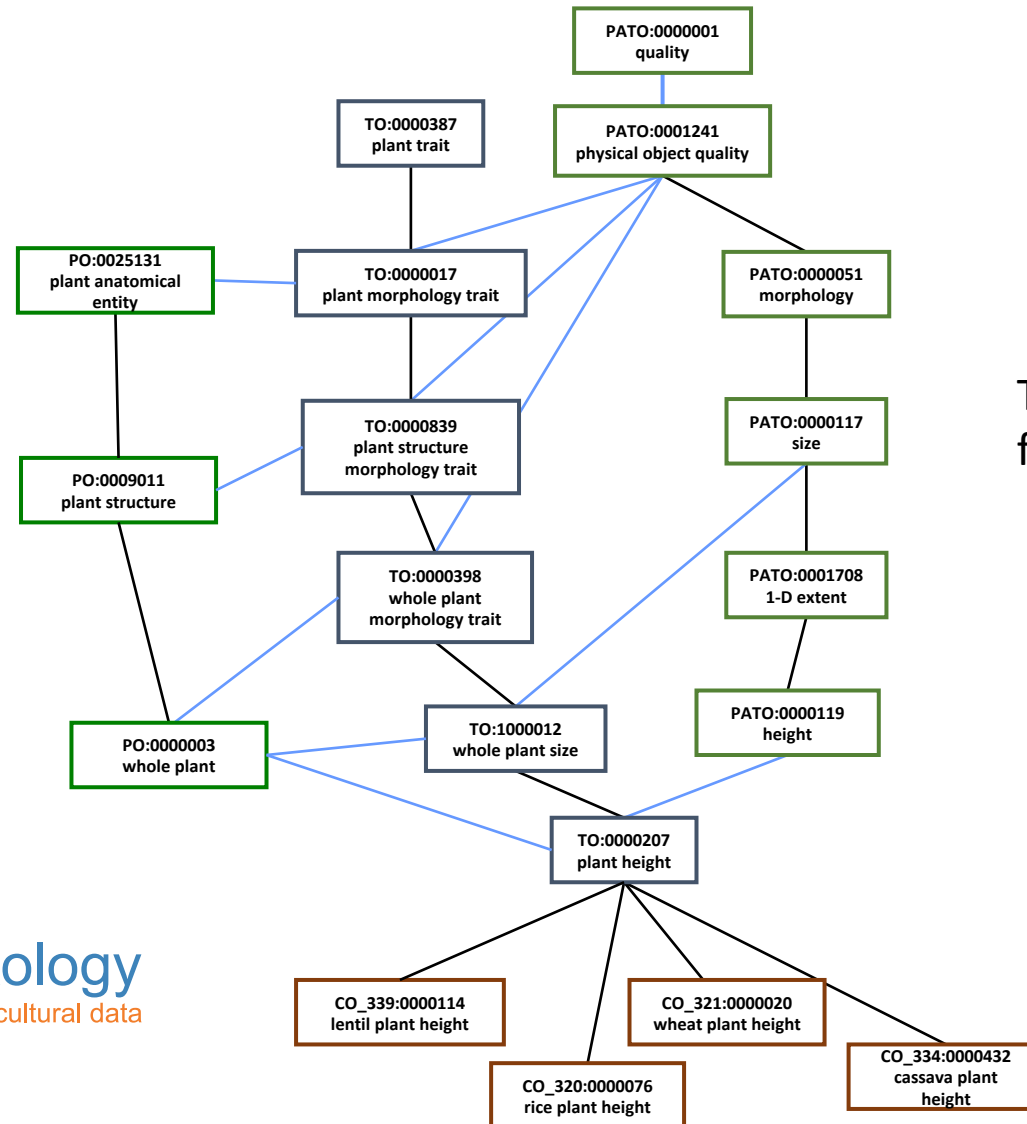 PATO:0000001
quality
TO:0000387
plant trait
PATO:0001241
physical object quality
PO:0025131
plant anatomical
entity
TO:0000017
plant morphology trait
PATO:0000051
morphology
TO:0000839
plant structure
morphology trait
PATO:0000117
size
T
f
PO:0009011
plant structure
TO:0000398
whole plant
morphology trait
PATO:0001708
1-D extent
PO:0000003
whole plant
TO:1000012
whole plant size
PATO:0000119
height
TO:0000207
plant height
ology
cultural data
CO_339:0000114
lentil plant height
CO_321:0000020
wheat plant height
CO_320:0000076
rice plant height
CO_334:0000432
cassava plant
height